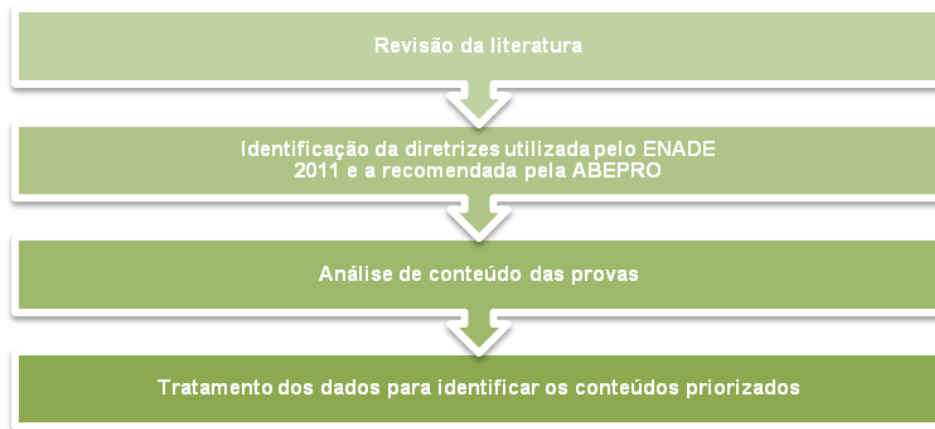 Revisão da literatura
Identificação da diretrizes utilizada pelo ENADE
2011 e a recomendada pela ABEPRO
Análise de conteúdo das provas
Tratamento dos dados para identificar os conteúdos priorizados